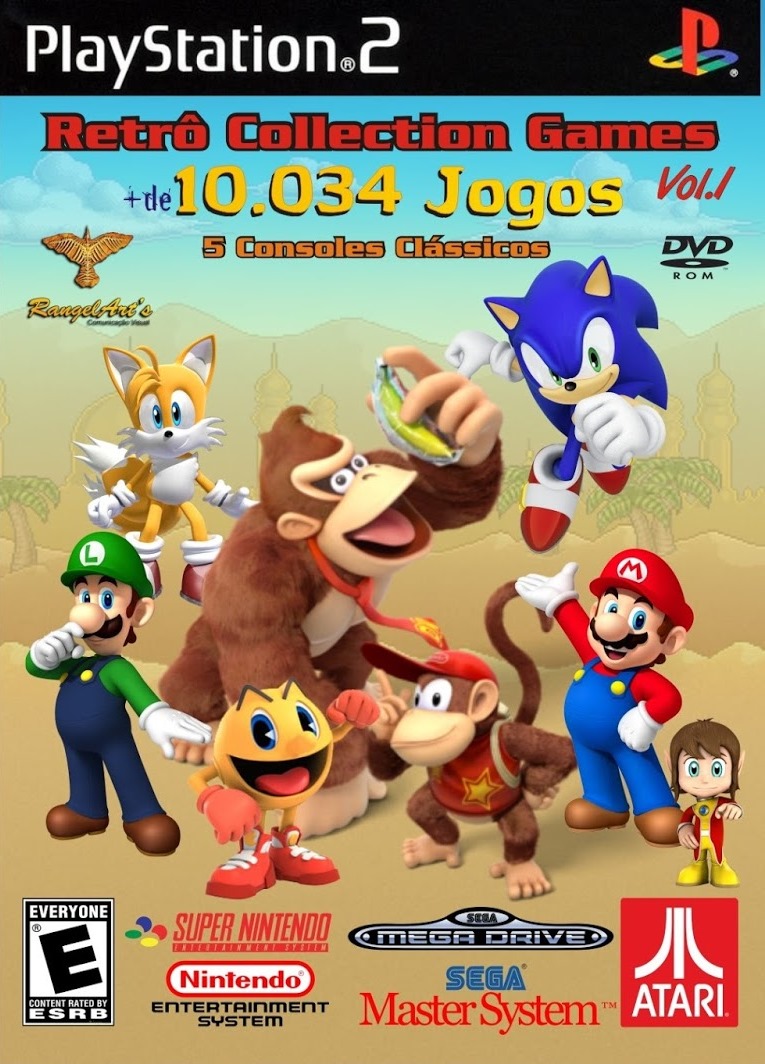 PlayStation®2
Retrô Collection Games
+de 10.034 Jogos Vol.1
5 Consoles Clássicos
DVD
ROM
RangelArt's
Comunicação Visual
L
M
EVERYONE
®
E
CONTENT RATED BY
ESRB
SUPER NINTENDO
ENTERTAINMENT SYSTEM
Nintendo®
ENTERTAINMENT
SYSTEM
SEGA
MEGA DRIVE
SEGA®
Master System™
ATARI®